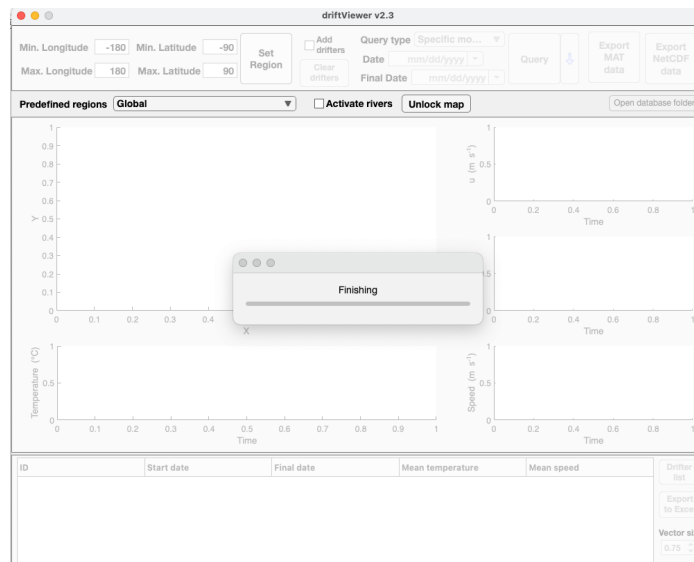 driftViewer v2.3
Min. Longitude -180 Min. Latitude -90
Max. Longitude 180 Max. Latitude 90
Set
Region
Add
drifters
Clear
drifters
Query type Specific mo...
Date mm/dd/yyyy
Final Date mm/dd/yyyy
Query
Export
MAT
data
Export
NetCDF
data
Predefined regions Global Activate rivers Unlock map Open database folder
1
0.9
0.8
0.7
0.6
0.5
0.4
0.3
0.2
0.1
0
Y
0 0.1 0.2 0.3 0.4
X
1
0.5
0
u (m s⁻¹)
0 0.2 0.4 0.6 0.8 1
Time
1
0.5
0
0 0.2 0.4 0.6 0.8 1
Time
Finishing
1
0.5
0
Temperature (°C)
0 0.1 0.2 0.3 0.4 0.5 0.6 0.7 0.8 0.9 1
Time
1
0.5
0
Speed (m s⁻¹)
0 0.2 0.4 0.6 0.8 1
Time
ID Start date Final date Mean temperature Mean speed
Drifter
list
Export
to Exce
Vector si
0.75